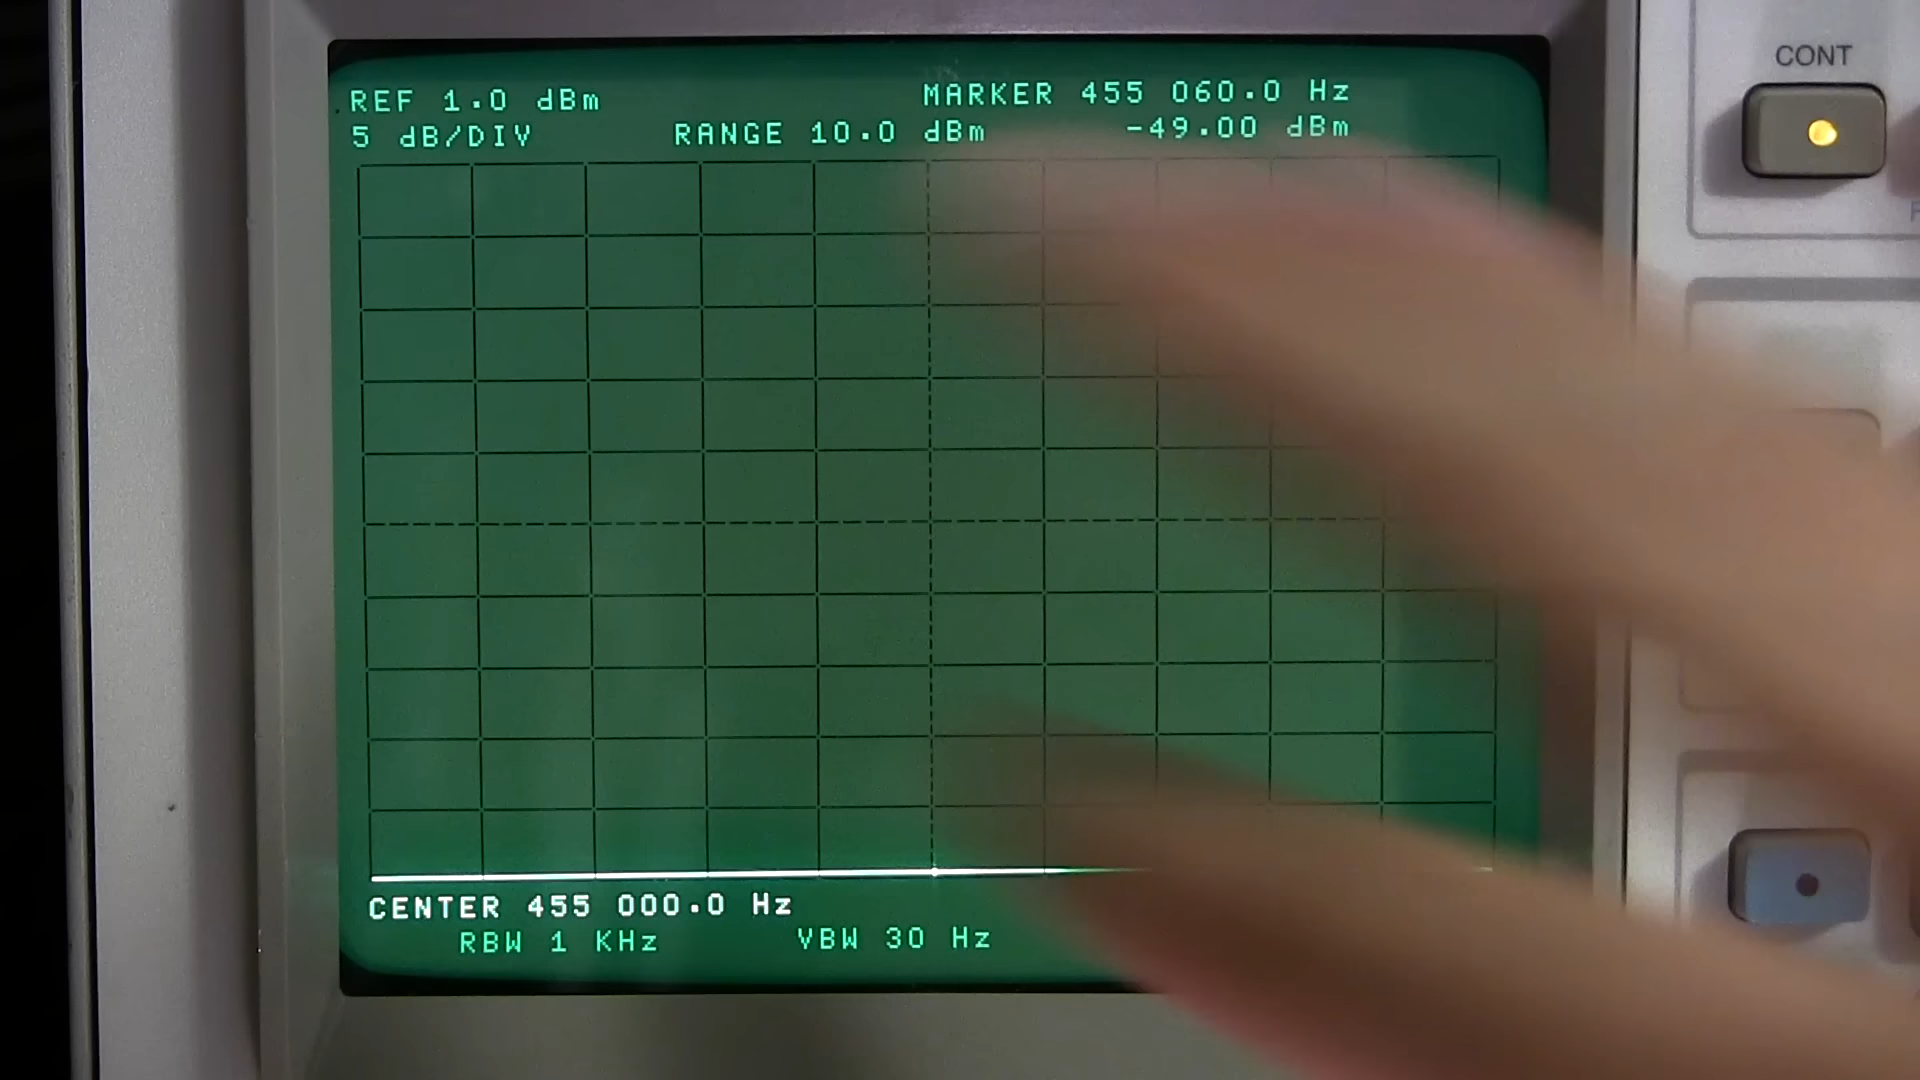 REF 1.0 dBm
MARKER 455 060.0 Hz
5 dB/DIV
RANGE 10.0 dBm
-49.00 dBm
CENTER 455 000.0 Hz
RBW 1 KHz
VBW 30 Hz
CONT